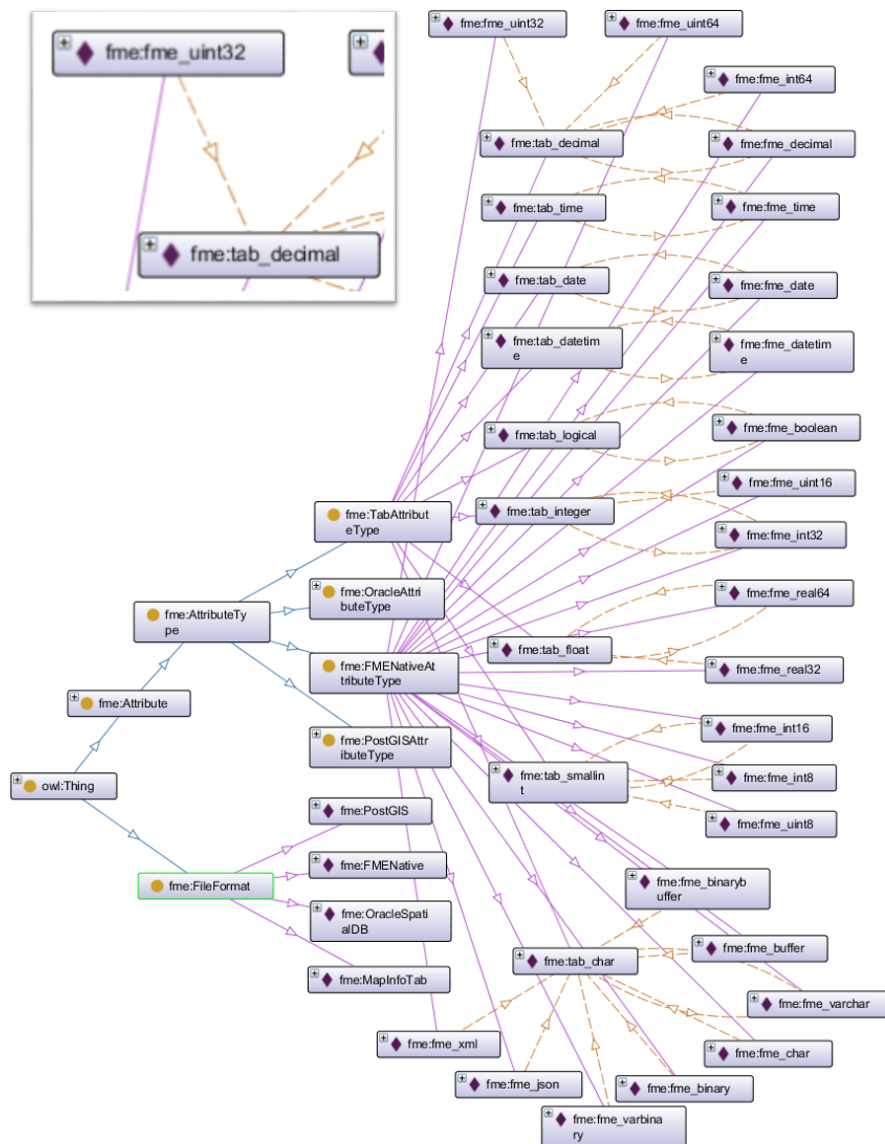 fme:fme_uint32
fme:tab_decimal
fme:fme_uint32
fme:fme_uint64
fme:fme_int64
fme:tab_decimal
fme:fme_decimal
fme:tab_time
fme:fme_time
fme:tab_date
fme:fme_date
fme:tab_datetim
e
fme:fme_datetim
e
fme:tab_logical
fme:fme_boolean
fme:fme_uint16
fme:TabAttribut
eType
fme:tab_integer
fme:fme_int32
fme:OracleAttri
buteType
fme:fme_real64
fme:AttributeTy
pe
fme:tab_float
fme:FMENativeAt
tributeType
fme:fme_real32
fme:Attribute
fme:PostGISAttr
ibuteType
fme:fme_int16
owl:Thing
fme:tab_smallin
t
fme:fme_int8
fme:PostGIS
fme:fme_uint8
fme:FMENative
fme:FileFormat
fme:fme_binaryb
uffer
fme:OracleSpati
alDB
fme:fme_buffer
fme:tab_char
fme:MapInfoTab
fme:fme_varchar
fme:fme_xml
fme:fme_char
fme:fme_json
fme:fme_binary
fme:fme_varbina
ry